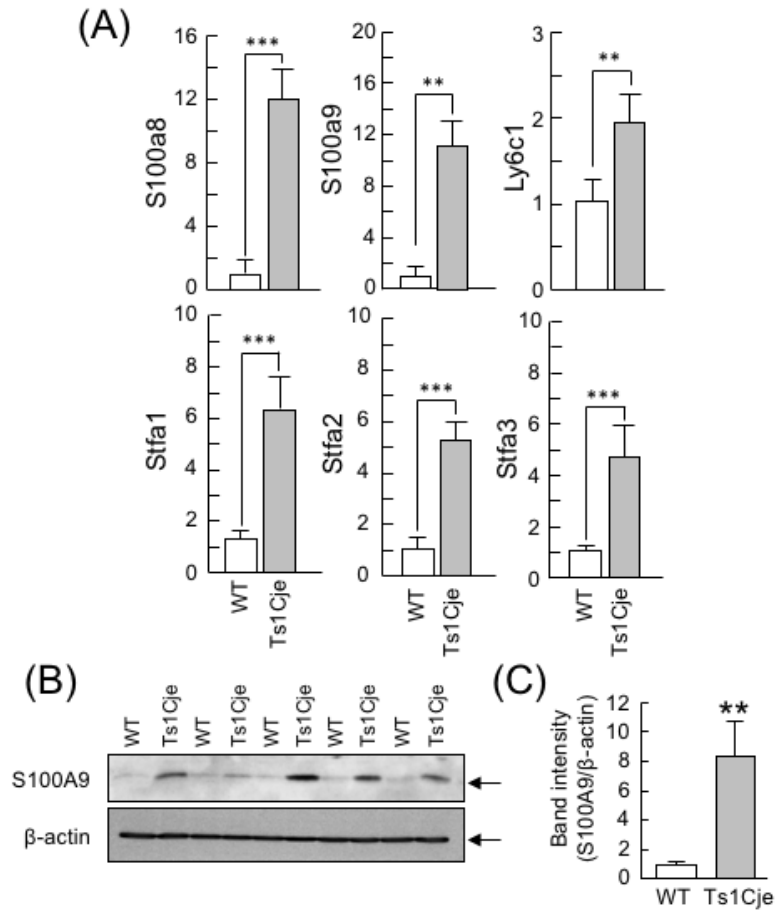 (A)
S100a8
16
12
8
4
0
***
S100a9
20
16
12
8
4
0
**
Ly6c1
3
2
1
0
**
Stfa1
10
8
6
4
2
0
***
WT
Ts1Cje
Stfa2
10
8
6
4
2
0
***
WT
Ts1Cje
Stfa3
10
8
6
4
2
0
***
WT
Ts1Cje
(B)
WT
Ts1Cje
WT
Ts1Cje
WT
Ts1Cje
WT
Ts1Cje
WT
Ts1Cje
S100A9
β-actin
(C)
Band intensity
(S100A9/β-actin)
12
10
8
6
4
2
0
**
WT Ts1Cje